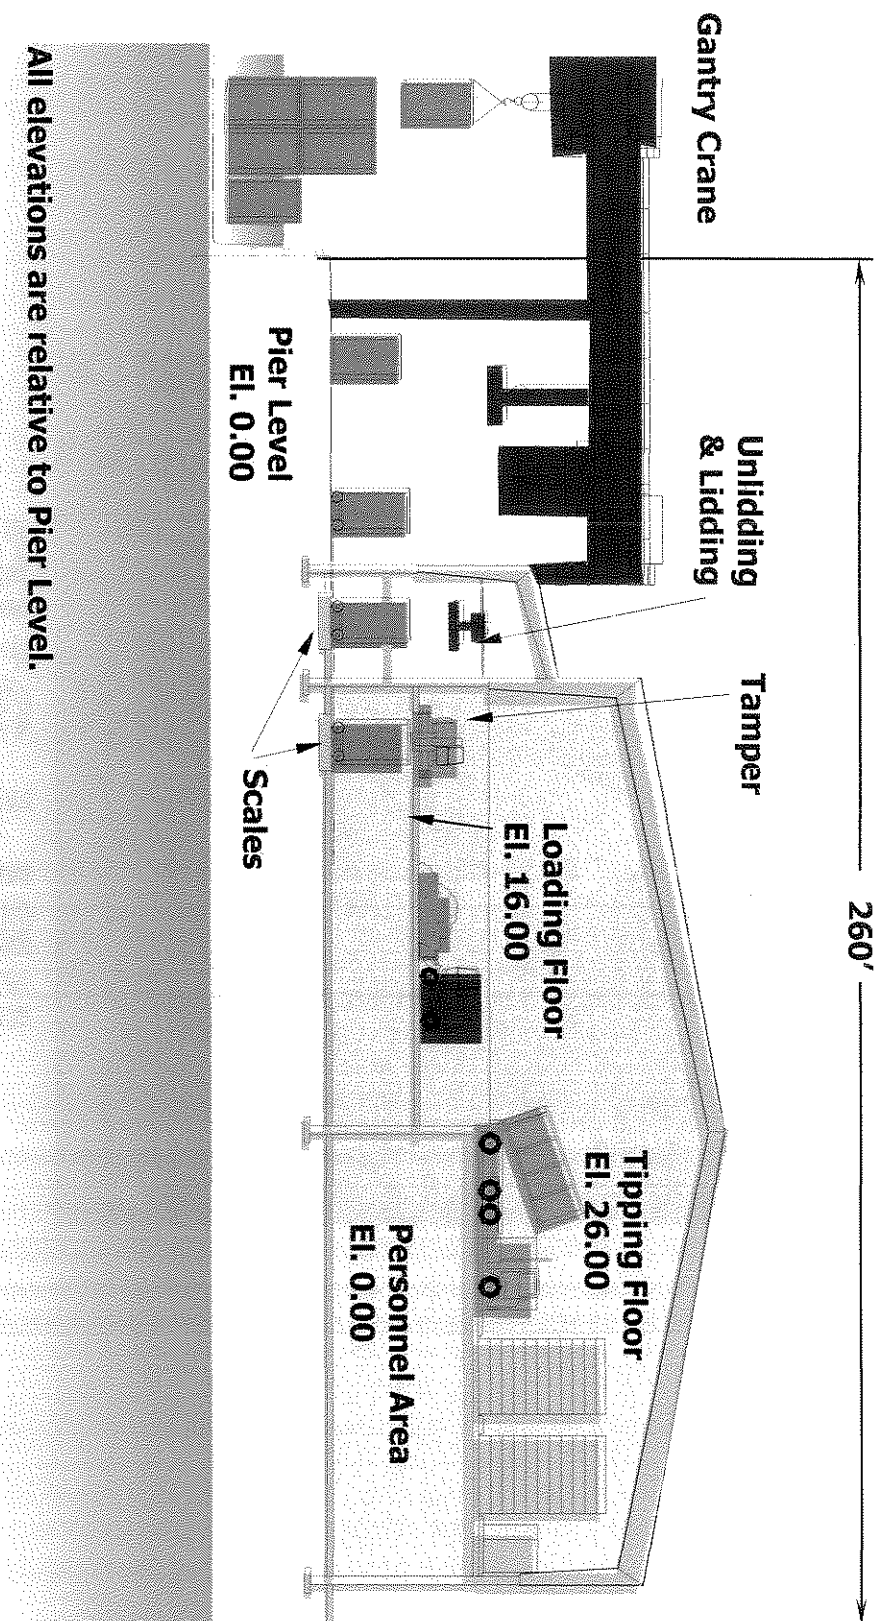 260'
Gantry Crane
Unlidding
& Lidding
Tamper
Loading Floor
El. 16.00
Tipping Floor
El. 26.00
Pier Level
El. 0.00
Scales
Personnel Area
El. 0.00
All elevations are relative to Pier Level.